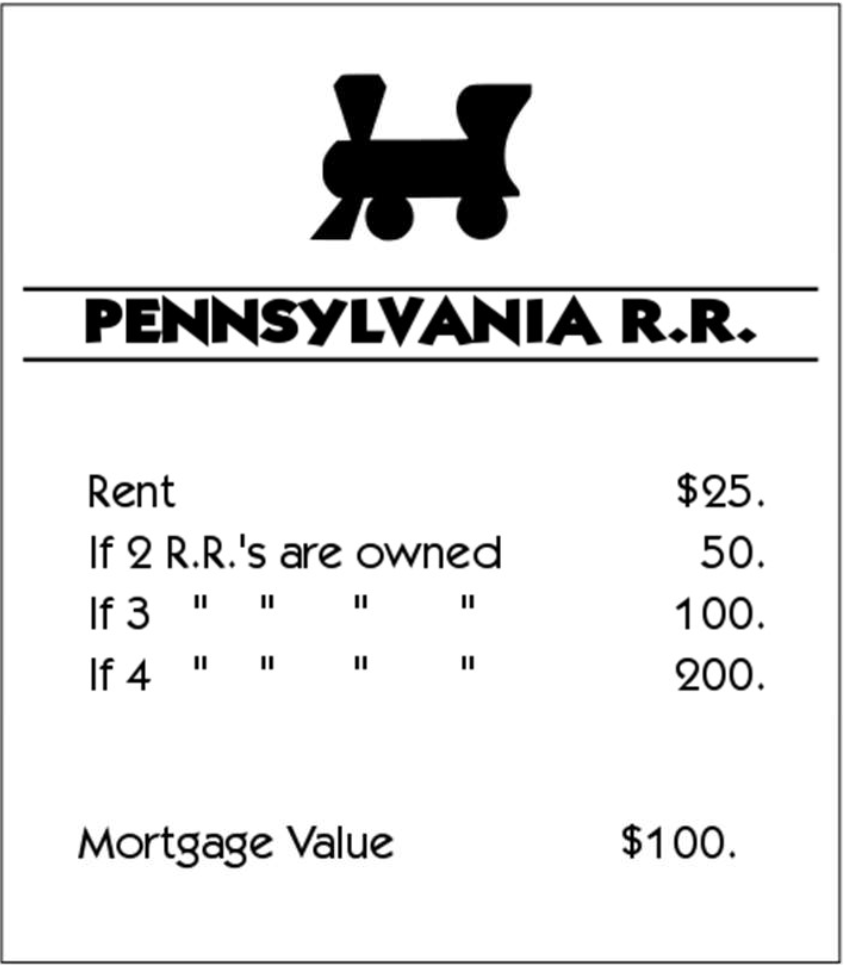 PENNSYLVANIA R.R.
Rent $25.
If 2 R.R.'s are owned 50.
If 3 " " " " 100.
If 4 " " " " 200.
Mortgage Value $100.